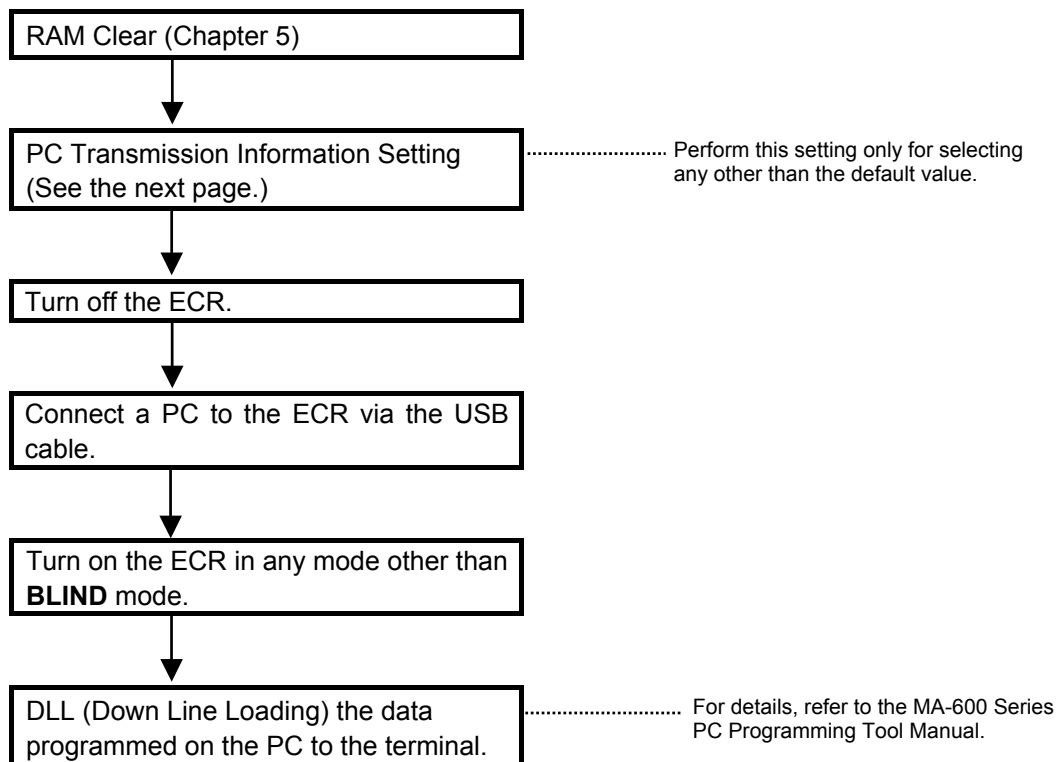 RAM Clear (Chapter 5)
PC Transmission Information Setting
(See the next page.)
Perform this setting only for selecting
any other than the default value.
Turn off the ECR.
Connect a PC to the ECR via the USB
cable.
Turn on the ECR in any mode other than
BLIND mode.
DLL (Down Line Loading) the data
programmed on the PC to the terminal.
For details, refer to the MA-600 Series
PC Programming Tool Manual.